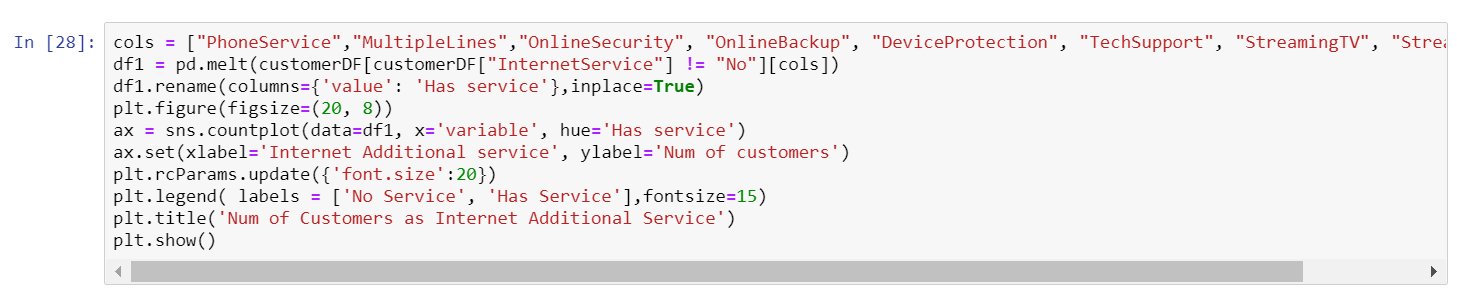 In [28]: cols = ["PhoneService","MultipleLines","OnlineSecurity", "OnlineBackup", "DeviceProtection", "TechSupport", "StreamingTV",
df1 = pd.melt(customerDF[customerDF["InternetService"] != "No"][cols])
df1.rename(columns={'value': 'Has service'},inplace=True)
plt.figure(figsize=(20, 8))
ax = sns.countplot(data=df1, x='variable', hue='Has service')
ax.set(xlabel='Internet Additional service', ylabel='Num of customers')
plt.rcParams.update({'font.size':20})
plt.legend( labels = ['No Service', 'Has Service'],fontsize=15)
plt.title('Num of Customers as Internet Additional Service')
plt.show()